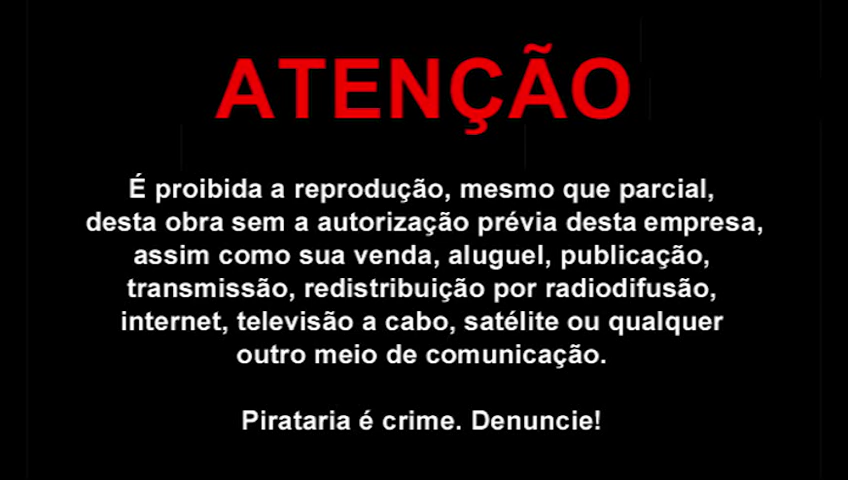 ATENÇÃO
É proibida a reprodução, mesmo que parcial,
desta obra sem a autorização prévia desta empresa,
assim como sua venda, aluguel, publicação,
transmissão, redistribuição por radiodifusão,
internet, televisão a cabo, satélite ou qualquer
outro meio de comunicação.
Pirataria é crime. Denuncie!